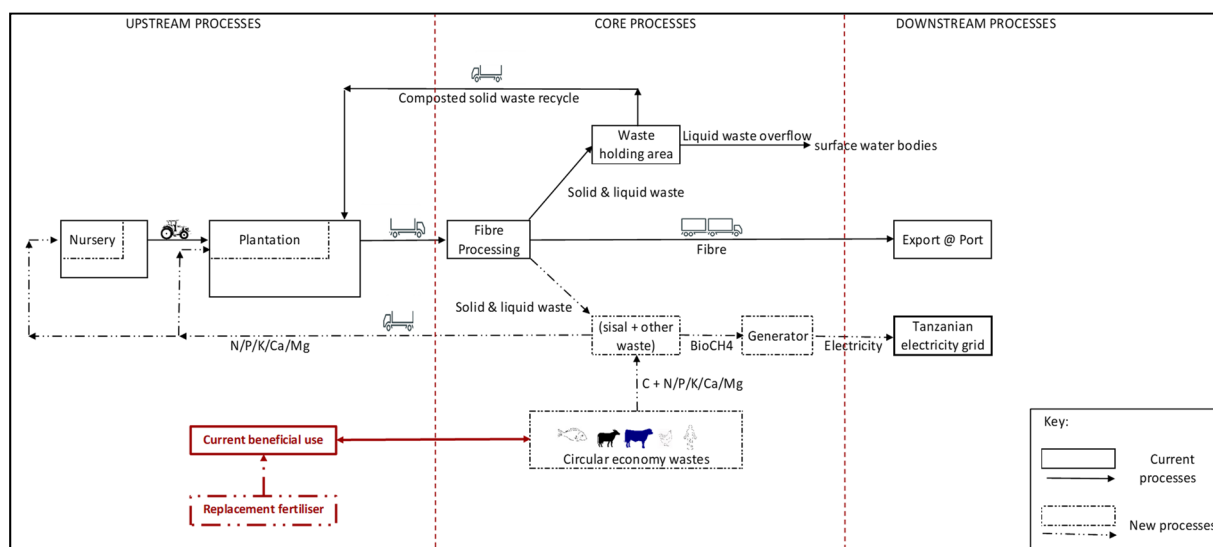 UPSTREAM PROCESSES
CORE PROCESSES
DOWNSTREAM PROCESSES
Composted solid waste recycle
Waste
holding area
Liquid waste overflow
surface water bodies
Solid & liquid waste
Nursery
Plantation
Fibre
Processing
Fibre
Export @ Port
Solid & liquid waste
N/P/K/Ca/Mg
(sisal + other
waste)
BioCH4
Generator
Electricity
Tanzanian
electricity grid
C + N/P/K/Ca/Mg
Current beneficial use
Circular economy wastes
Replacement fertiliser
Key:
Current
processes
New processes